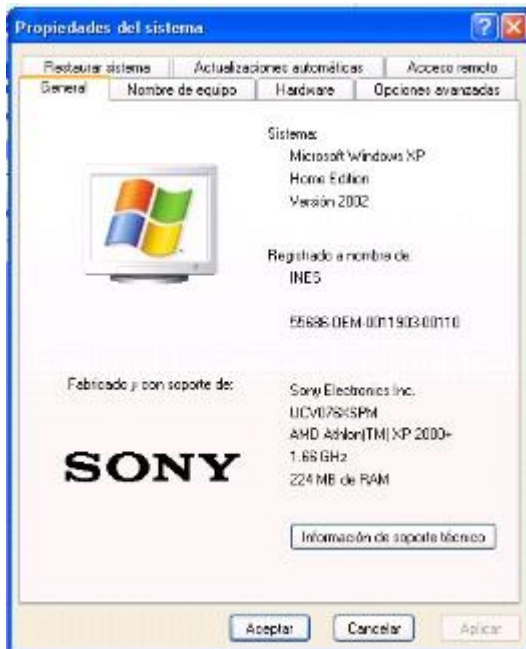 Propiedades del sistema
Restaurar sistema
Actualizaciones automáticas
Acceso remoto
General
Nombre de equipo
Hardware
Opciones avanzadas
Sistema:
Microsoft Windows XP
Home Edition
Versión 2002
Registrado a nombre de:
INES
55686-OEM-0011903-00110
Fabricado y con soporte de:
SONY
Sony Electronics Inc.
UCV076KSPM
AMD Athlon(TM) XP 2000+
1.66 GHz
224 MB de RAM
Información de soporte técnico
Aceptar
Cancelar
Aplicar